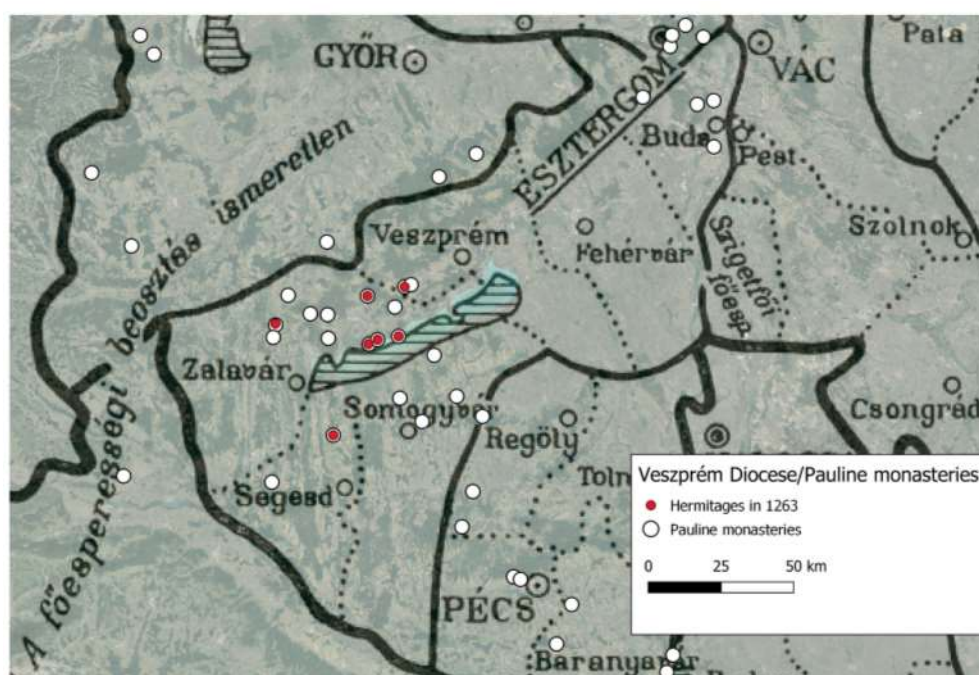 Pata
GYŐR
VÁC
ESZTERGOM
Buda
Pest
A főesperességi beosztás ismeretlen
Veszprém
Fehérvár
Szigetfői
főesp.
Szolnok
Zalavár
Somogyvár
Regöly
Csongrád
Segesd
Toln
Veszprém Diocese/Pauline monasteries
Hermitages in 1263
Pauline monasteries
0 25 50 km
PÉCS
Baranyavár